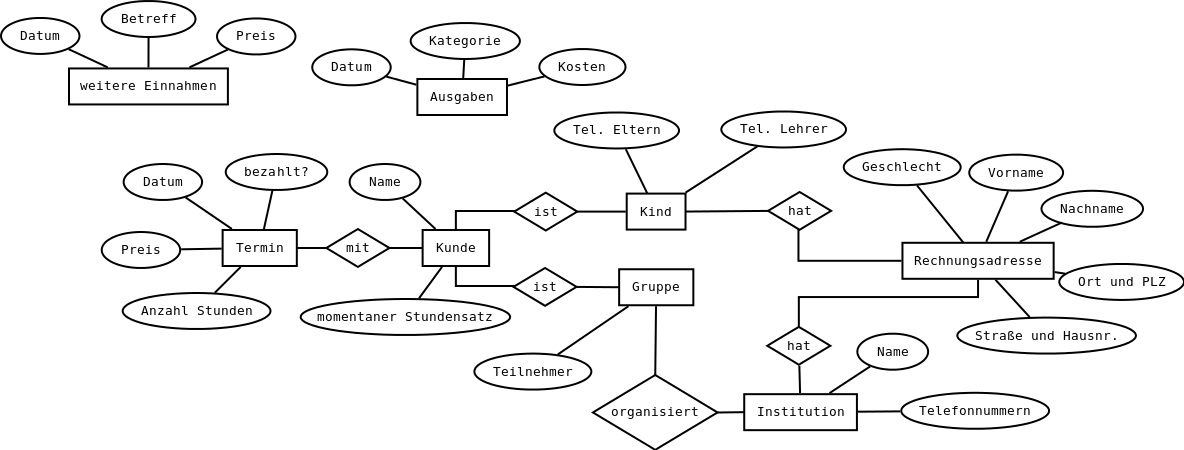 Datum
Betreff
Preis
weitere Einnahmen
Datum
Kategorie
Kosten
Ausgaben
Tel. Eltern
Tel. Lehrer
Geschlecht
Vorname
Nachname
Datum
bezahlt?
Name
ist
Kind
hat
Preis
Termin
mit
Kunde
Rechnungsadresse
Ort und PLZ
ist
Gruppe
Anzahl Stunden
momentaner Stundensatz
Straße und Hausnr.
hat
Name
Teilnehmer
organisiert
Institution
Telefonnummern